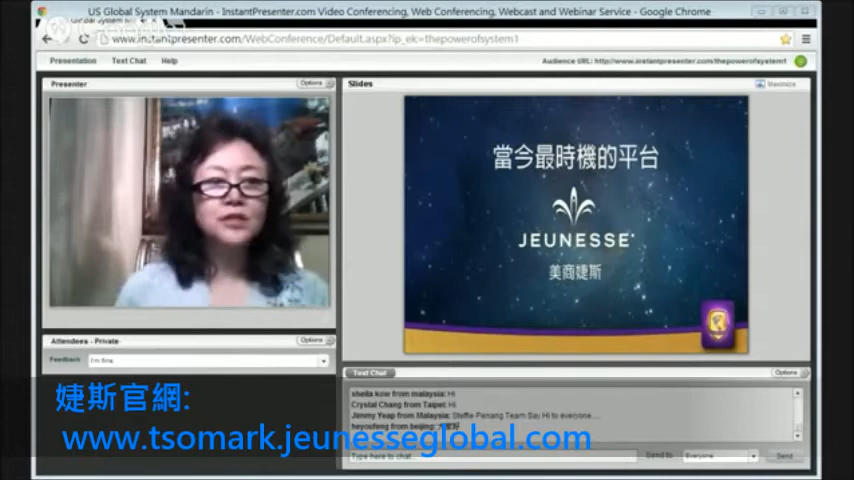 US Global System Mandarin - InstantPresenter.com Video Conferencing, Web Conferencing, Webcast and Webinar Service - Google Chrome
www.instantpresenter.com/WebConference/Default.aspx?ip_ek=thepowerofsystem1
Presentation Text Chat Help
Audience URL: http://www.instantpresenter.com/thepowerofsystem1
Presenter
Options
Slides
Maximize
當今最時機的平台
JEUNESSE
美商婕斯
Attendees - Private
Options
Feedback
I'm fine
Text Chat
Options
sheila kow from malaysia: Hi
Crystal Chang from Taipei: Hi
Jimmy Yeap from Malaysia: Steffie Penang Team Say Hi to everyone....
heyoufeng from beijing: 大家好
Type here to chat...
Send to
Everyone
Send
婕斯官網:
www.tsomark.jeunesseglobal.com